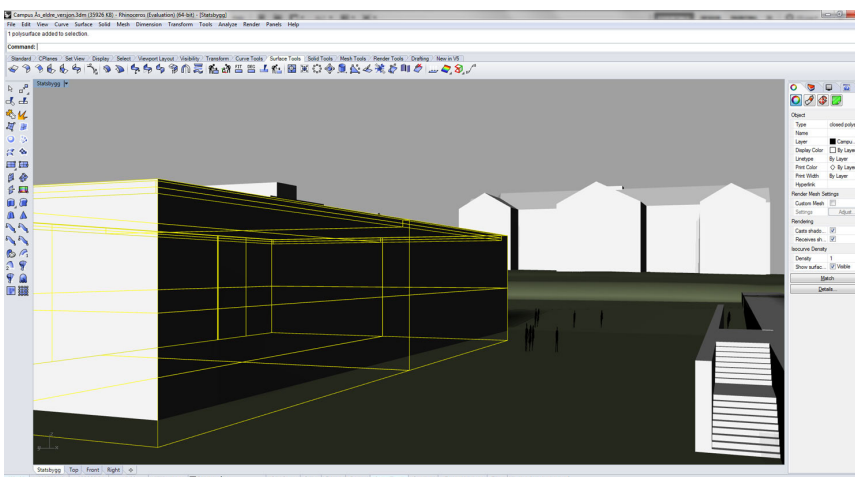 Campus Ås_eldre_versjon.3dm (35926 KB) - Rhinoceros (Evaluation) (64-bit) - [Statsbygg]
File Edit View Curve Surface Solid Mesh Dimension Transform Tools Analyze Render Panels Help
1 polysurface added to selection.
Command:
Standard CPlanes Set View Display Select Viewport Layout Visibility Transform Curve Tools Surface Tools Solid Tools Mesh Tools Render Tools Drafting New in V5
Statsbygg
Object
Type closed polys
Name
Layer Campu...
Display Color By Laye
Linetype By Layer
Print Color By Laye
Print Width By Layer
Hyperlink
Render Mesh Settings
Custom Mesh
Settings Adjust...
Rendering
Casts shado...
Receives sh...
Isocurve Density
Density 1
Show surfac... Visible
Match
Details...
Statsbygg Top Front Right